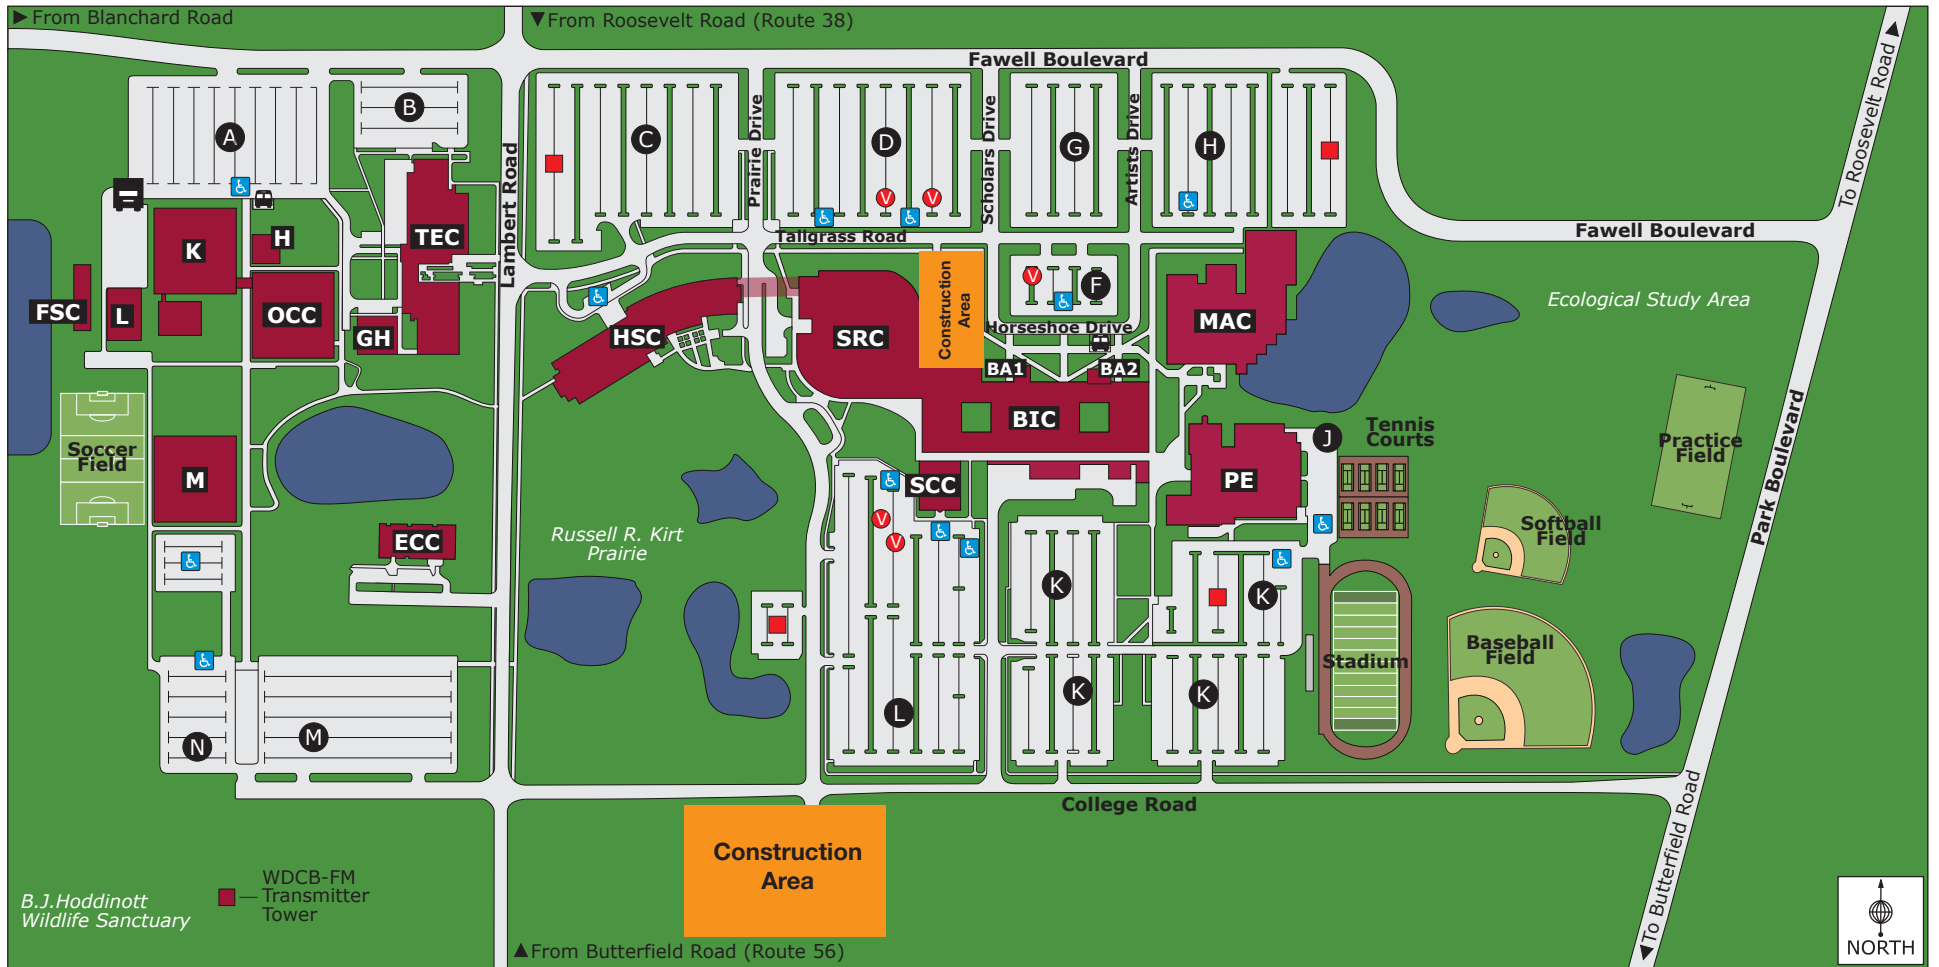 From Blanchard Road
From Roosevelt Road (Route 38)
Fawell Boulevard
To Roosevelt Road
A
B
C
Prairie Drive
D
Scholars Drive
G
Artists Drive
H
Lambert Road
V
V
K
H
TEC
Tallgrass Road
Fawell Boulevard
FSC
L
OCC
GH
HSC
SRC
Construction
Area
V
F
Horseshoe Drive
MAC
Ecological Study Area
BA1
BA2
BIC
J
Tennis
Courts
Practice
Field
Park Boulevard
Soccer
Field
M
SCC
PE
V
V
Softball
Field
ECC
Russell R. Kirt
Prairie
K
K
Stadium
Baseball
Field
K
K
L
N
M
College Road
Construction
Area
To Butterfield Road
WDCB-FM
Transmitter
Tower
B.J.Hoddinott
Wildlife Sanctuary
From Butterfield Road (Route 56)
NORTH